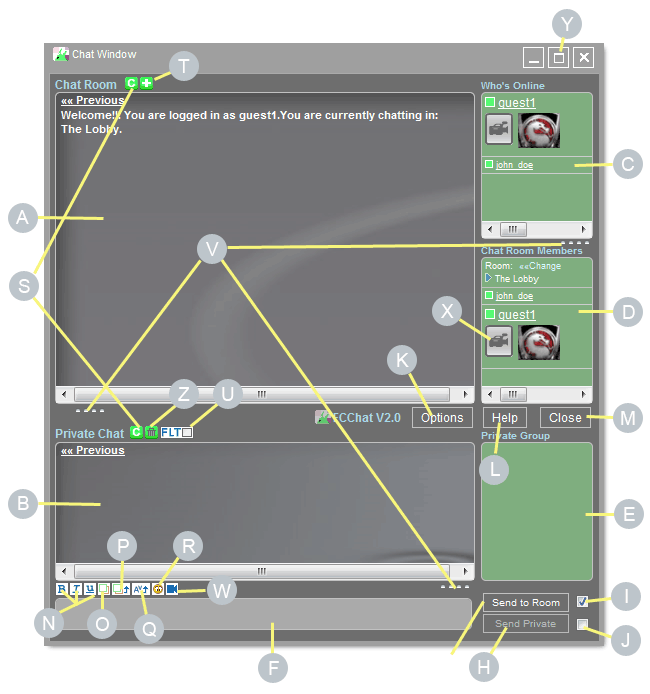 Y
Chat Window
T
Chat Room C
Who's Online
«« Previous
Welcome!! You are logged in as guest1.You are currently chatting in:
The Lobby.
guest1
C
john_doe
A
V
S
Chat Room Members
Room: ««Change
The Lobby
john_doe
X
guest1
D
K
Z
U
FCChat V2.0
Options
Help
Close
M
Private Chat C FLT
Private Group
«« Previous
L
B
E
P
R
B I u AV
W
N
O
Q
Send to Room
I
Send Private
J
F
H